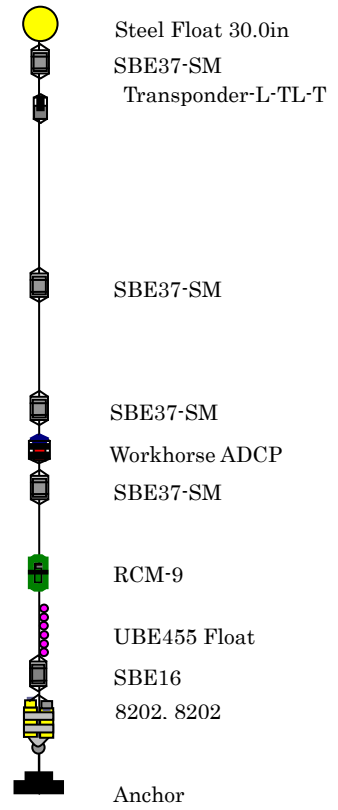 Steel Float 30.0in
SBE37-SM
Transponder-L-TL-T
SBE37-SM
SBE37-SM
Workhorse ADCP
SBE37-SM
RCM-9
UBE455 Float
SBE16
8202. 8202
Anchor